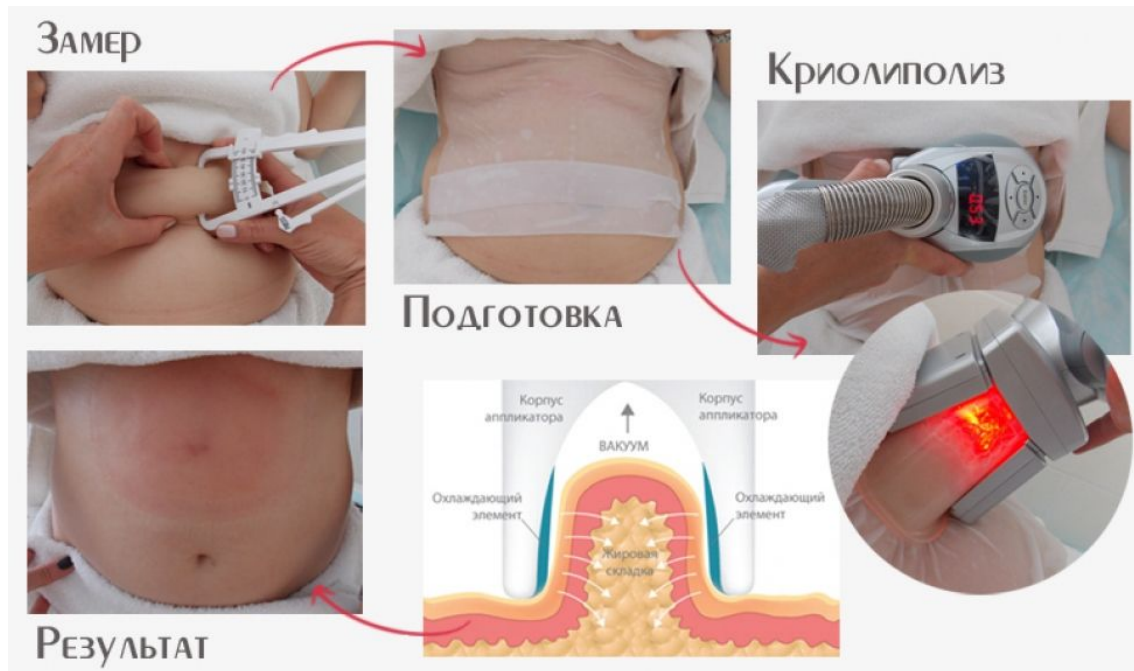 Замер
Подготовка
Криолиполиз
Корпус
аппликатора
Корпус
аппликатора
ВАКУУМ
Охлаждающий
элемент
Охлаждающий
элемент
Жировая
складка
Результат